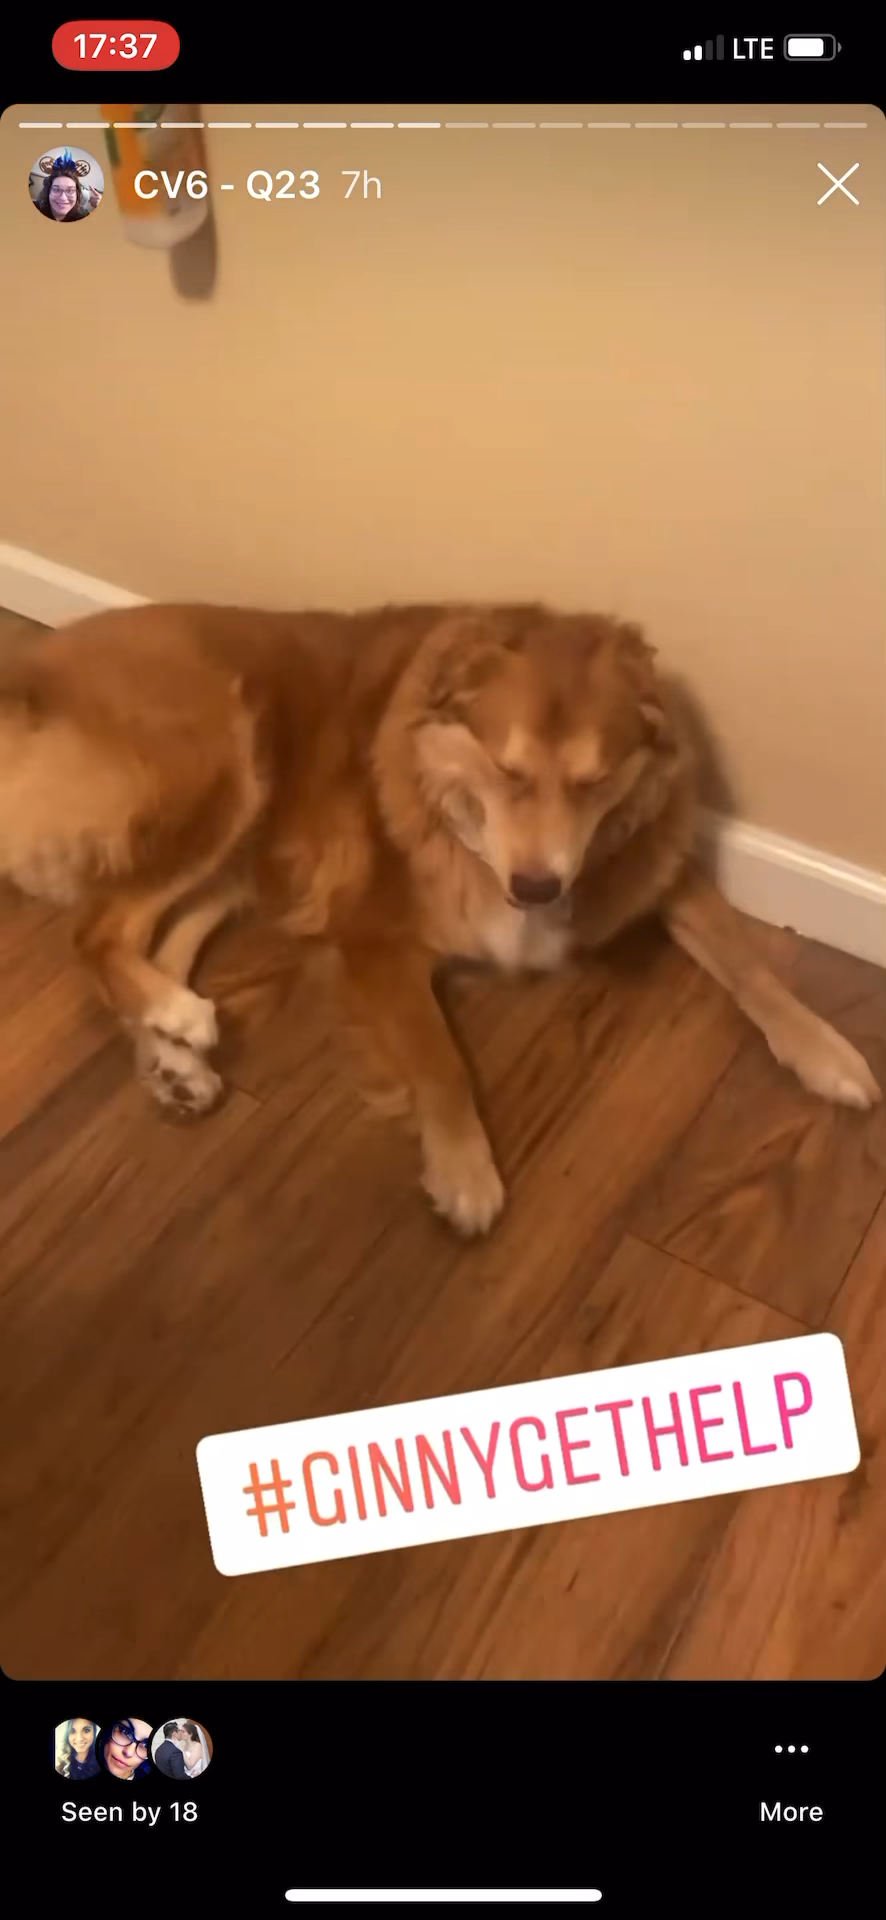 17:37
LTE
CV6 - Q23 7h
#GINNYGETHELP
Seen by 18
More